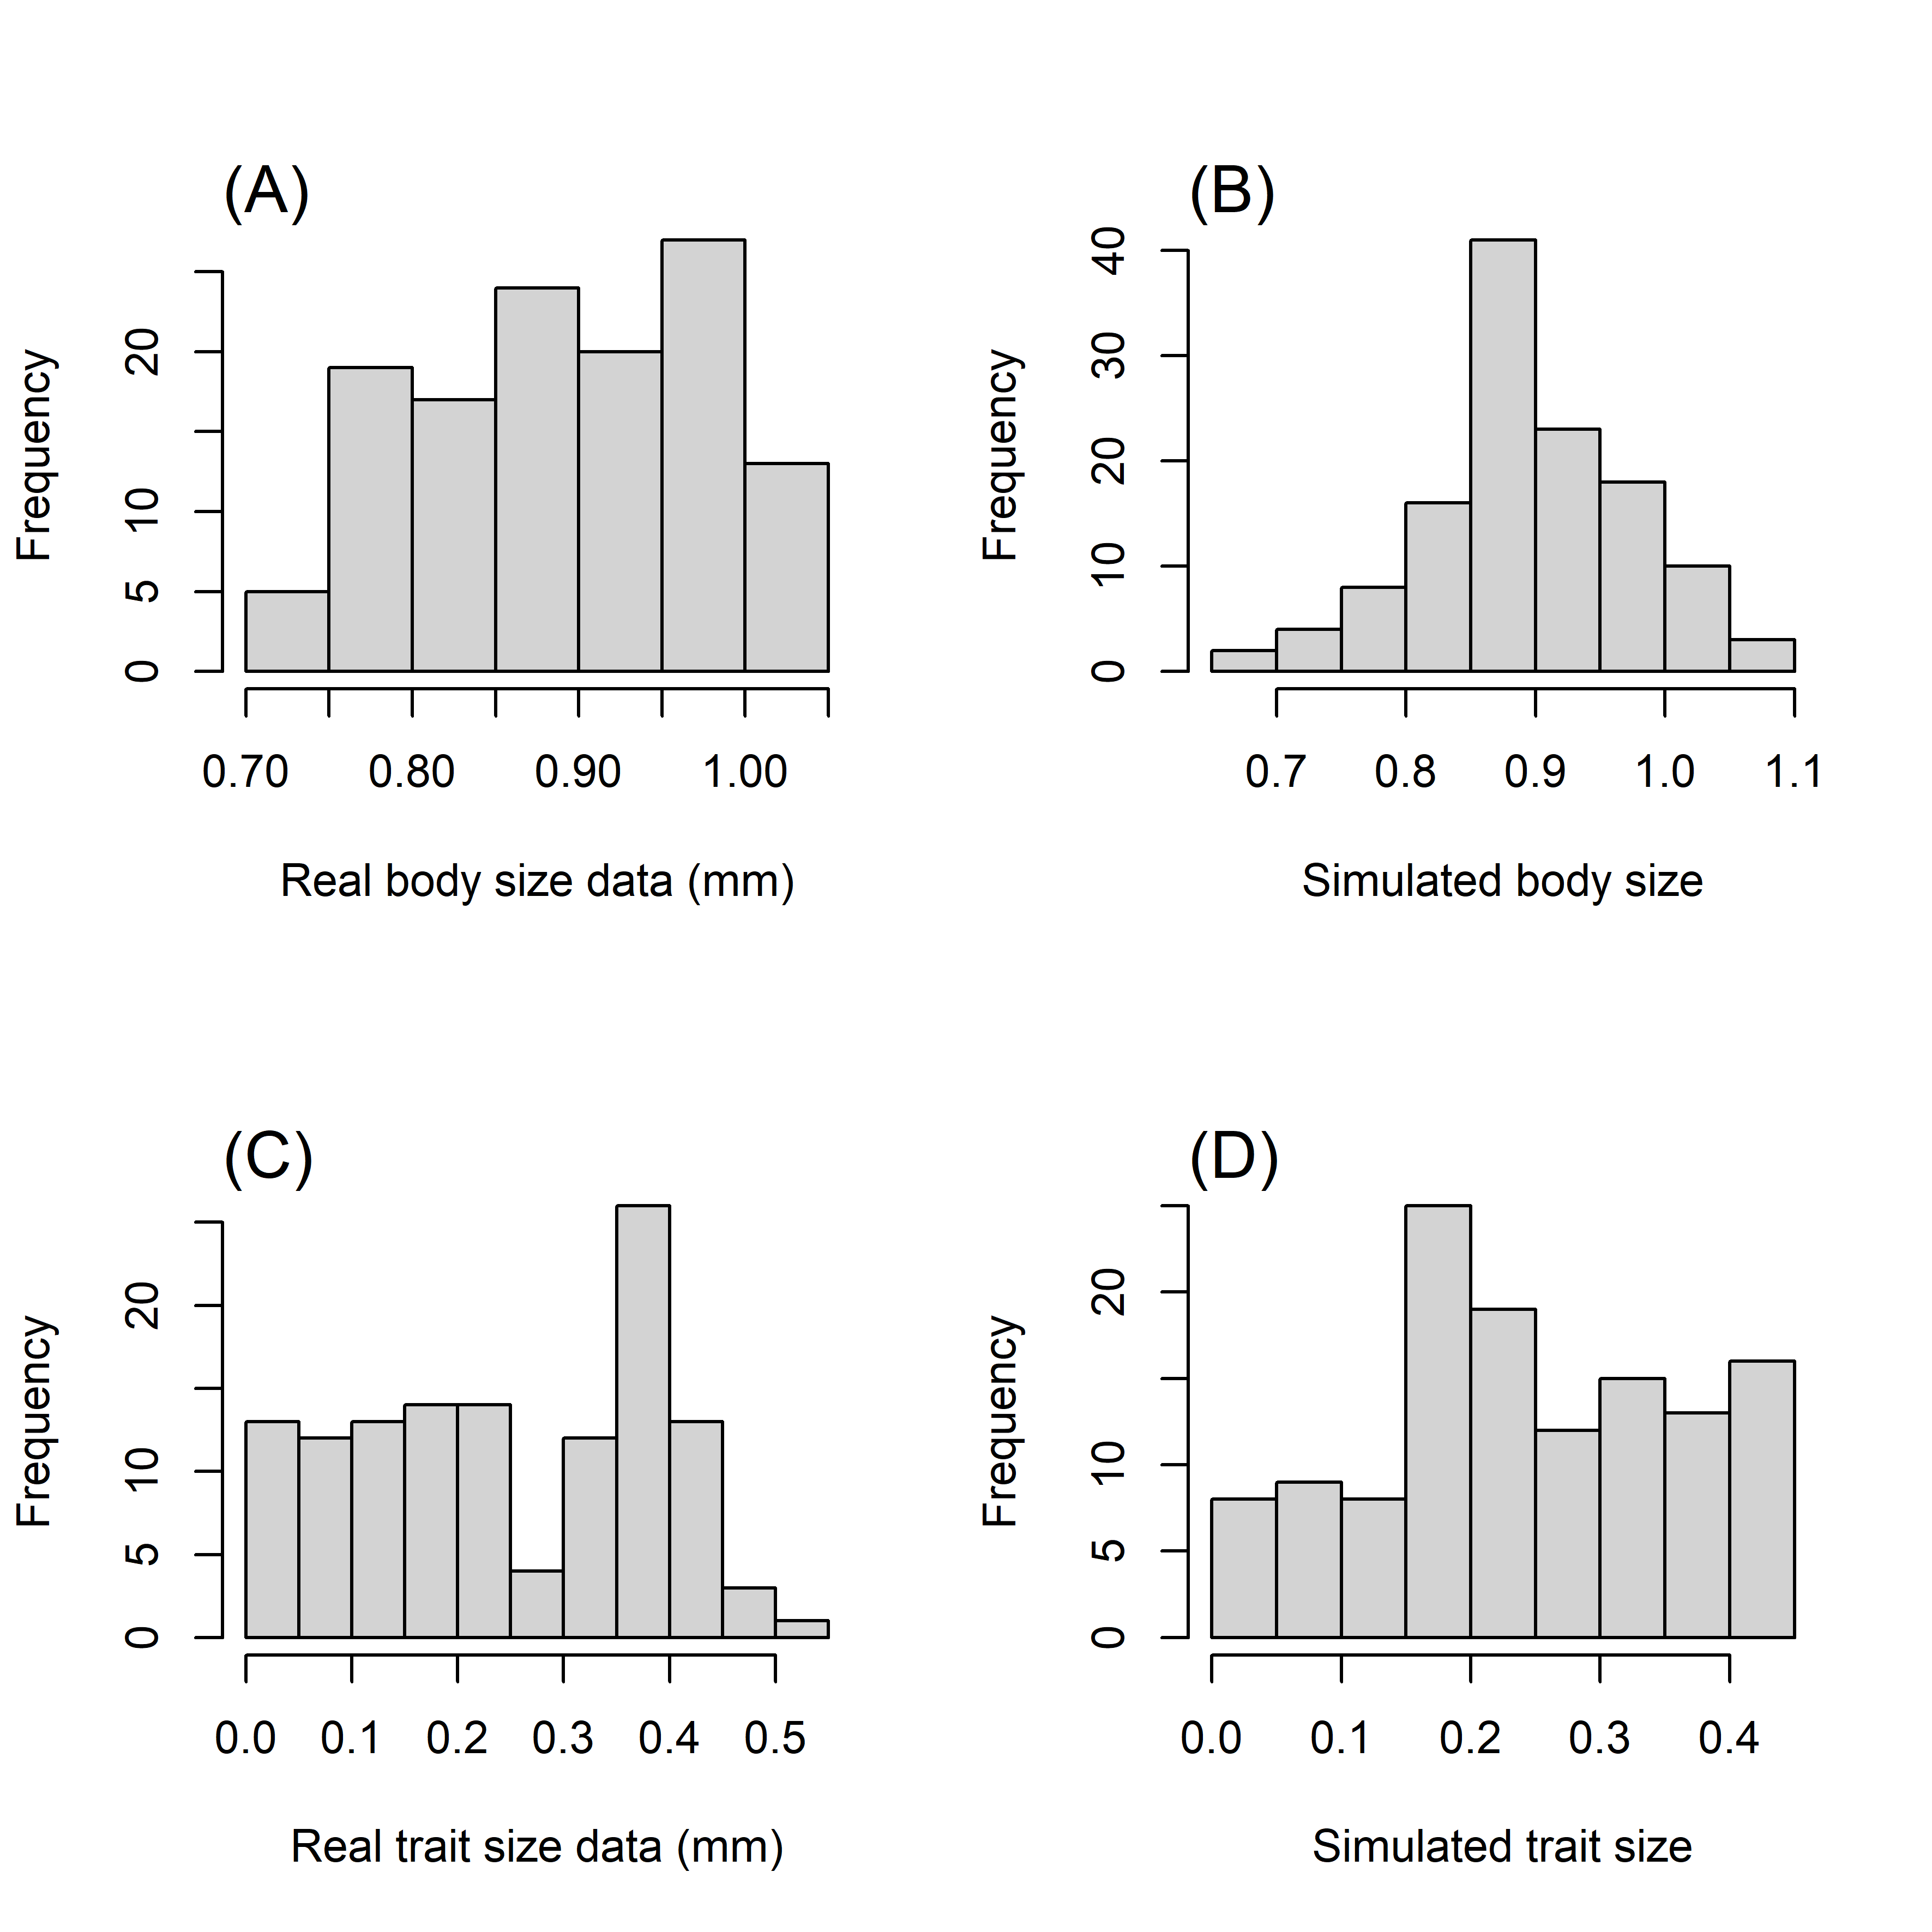 (A)
Frequency
0 5 10 20
0.70 0.80 0.90 1.00
Real body size data (mm)
(B)
Frequency
0 10 20 30 40
0.7 0.8 0.9 1.0 1.1
Simulated body size
(C)
Frequency
0 5 10 20
0.0 0.1 0.2 0.3 0.4 0.5
Real trait size data (mm)
(D)
Frequency
0 5 10 20
0.0 0.1 0.2 0.3 0.4
Simulated trait size